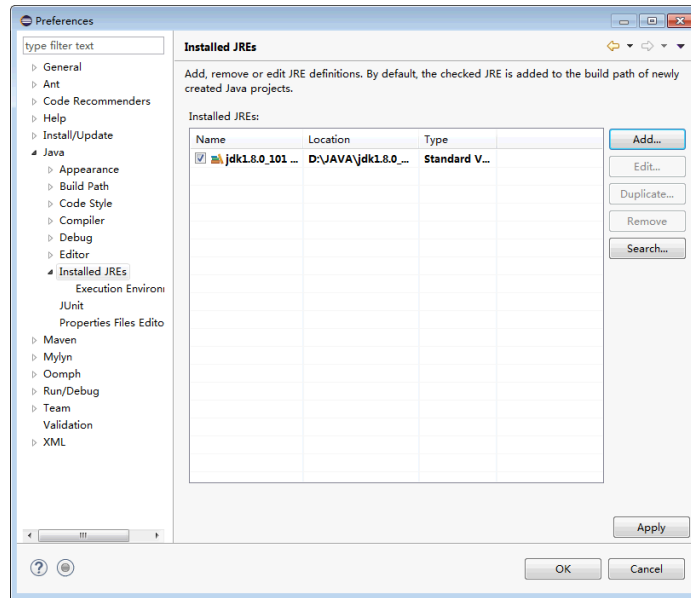 Preferences
type filter text
General
Ant
Code Recommenders
Help
Install/Update
Java
Appearance
Build Path
Code Style
Compiler
Debug
Editor
Installed JREs
Execution Environ
JUnit
Properties Files Edito
Maven
Mylyn
Oomph
Run/Debug
Team
Validation
XML
Installed JREs
Add, remove or edit JRE definitions. By default, the checked JRE is added to the build path of newly
created Java projects.
Installed JREs:
Name Location Type
jdk1.8.0_101 ... D:\JAVA\jdk1.8.0_... Standard V...
Add...
Edit...
Duplicate...
Remove
Search...
Apply
OK Cancel